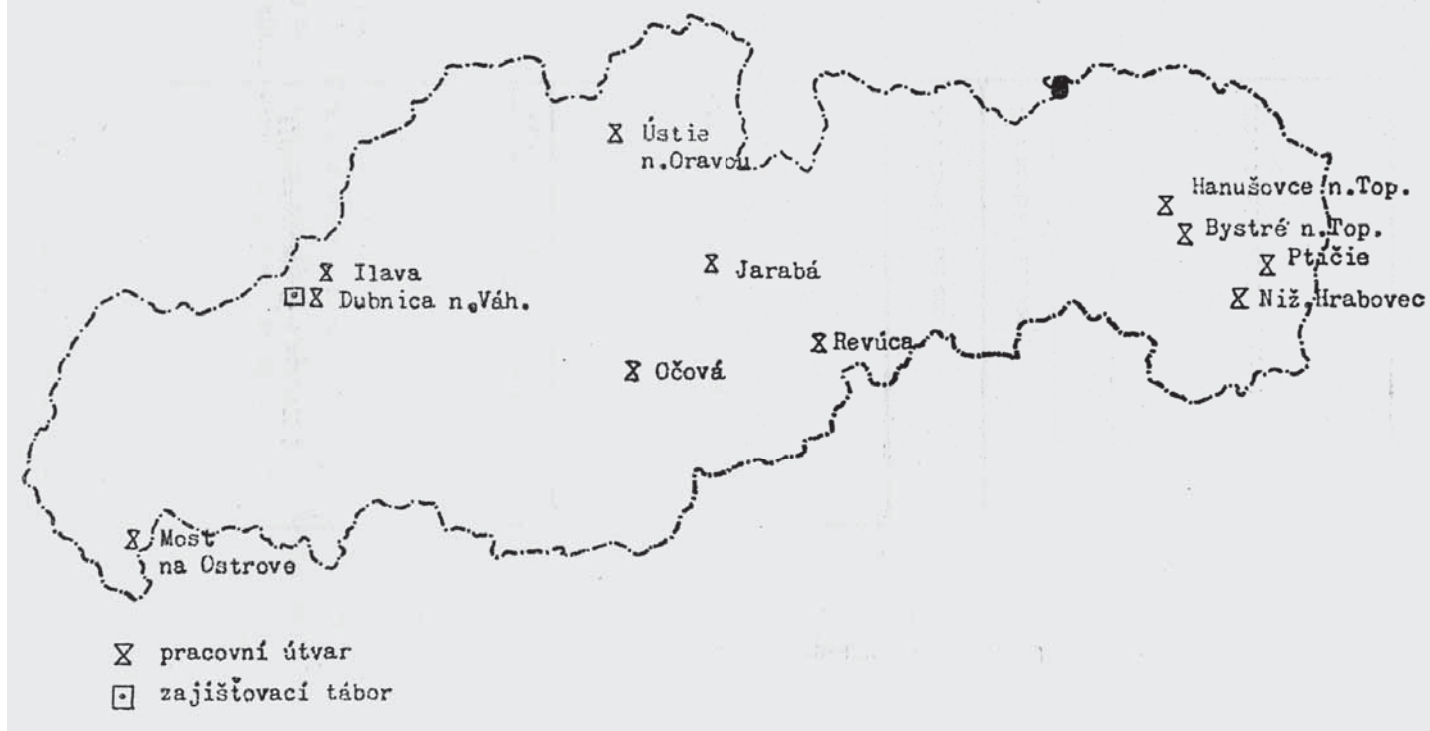 Ústie
n.Oravou
Hanušovce n.Top.
Bystré n.Top.
Ptičie
Niž.Hrabovec
Ilava
Dubnica n.Váh.
Jarabá
Revúca
Očová
Most
na Ostrove
pracovní útvar
zajišťovací tábor